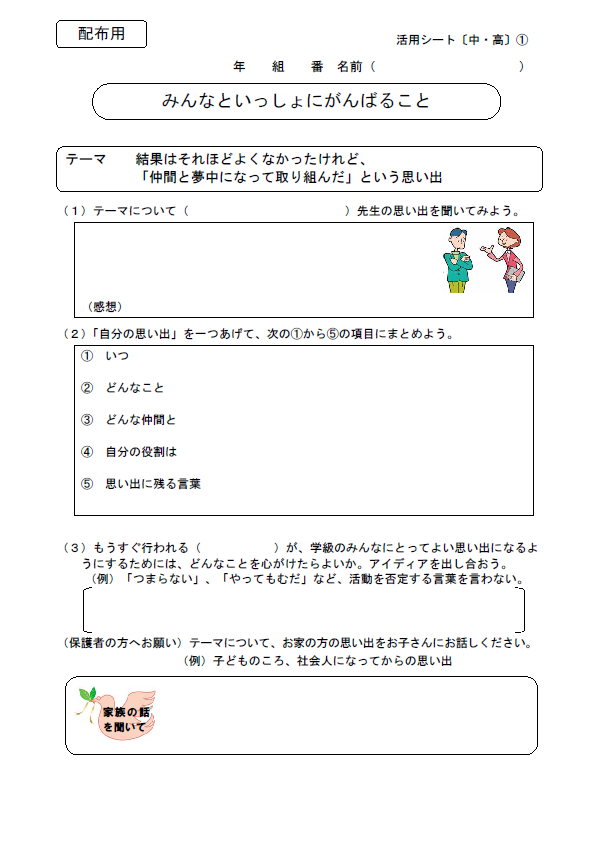 配布用
活用シート〔中・高〕①
年　　組　　番　名前（　　　　　　　　　　　　）
みんなといっしょにがんばること
テーマ　　結果はそれほどよくなかったけれど、
「仲間と夢中になって取り組んだ」という思い出
（１）テーマについて（　　　　　　　　　　　　　）先生の思い出を聞いてみよう。
（感想）
（２）「自分の思い出」を一つあげて、次の①から⑤の項目にまとめよう。
①　いつ
②　どんなこと
③　どんな仲間と
④　自分の役割は
⑤　思い出に残る言葉
（３）もうすぐ行われる（　　　　　　）が、学級のみんなにとってよい思い出になるよ
うにするためには、どんなことを心がけたらよいか。アイディアを出し合おう。
（例）「つまらない」、「やってもむだ」など、活動を否定する言葉を言わない。
（保護者の方へお願い）テーマについて、お家の方の思い出をお子さんにお話しください。
（例）子どものころ、社会人になってからの思い出
家族の話
を聞いて